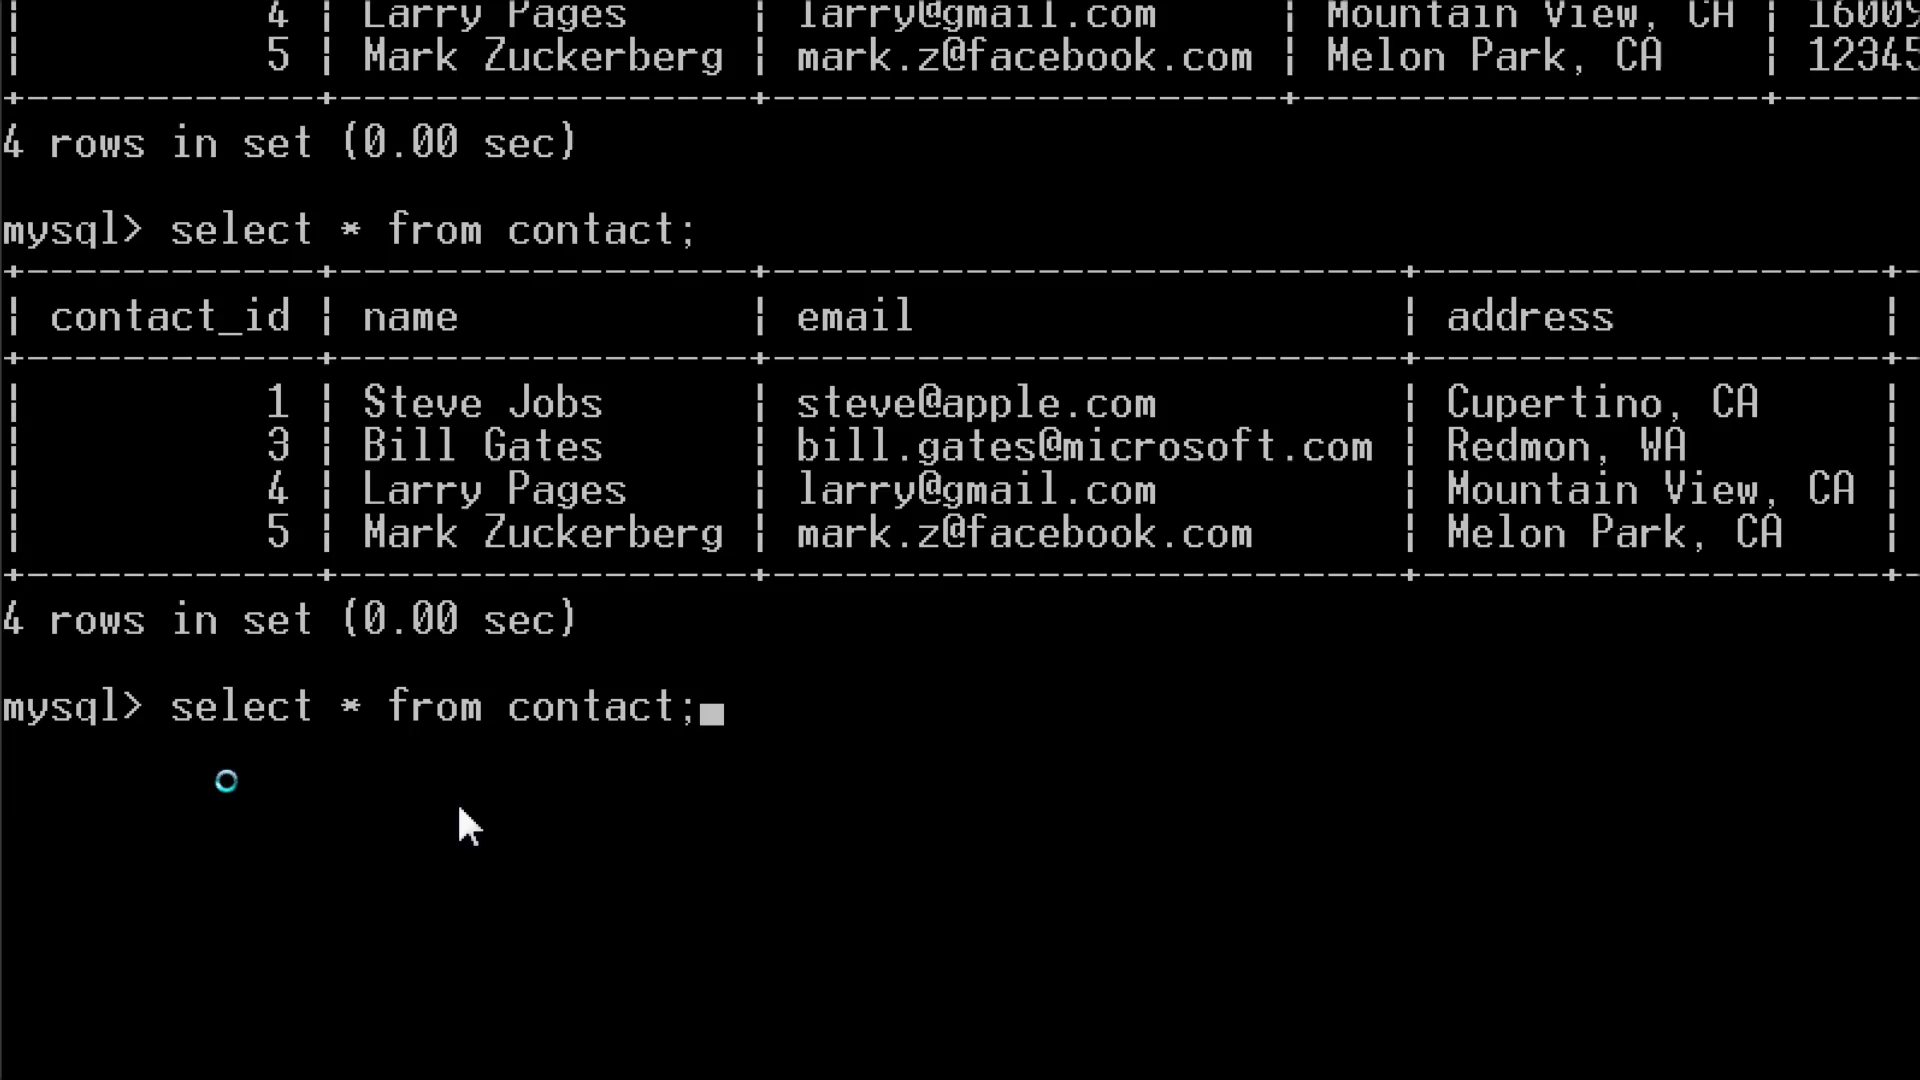 | 4 | Larry Pages | larry@gmail.com | Mountain View, CA | 16009
| 5 | Mark Zuckerberg | mark.z@facebook.com | Melon Park, CA | 12345
+-------------+------------------+----------------------+--------------------+------
4 rows in set (0.00 sec)
mysql> select * from contact;
+-------------+------------------+---------------------------+--------------------+-
| contact_id | name | email | address |
+-------------+------------------+---------------------------+--------------------+-
| 1 | Steve Jobs | steve@apple.com | Cupertino, CA |
| 3 | Bill Gates | bill.gates@microsoft.com | Redmon, WA |
| 4 | Larry Pages | larry@gmail.com | Mountain View, CA |
| 5 | Mark Zuckerberg | mark.z@facebook.com | Melon Park, CA |
+-------------+------------------+---------------------------+--------------------+-
4 rows in set (0.00 sec)
mysql> select * from contact;